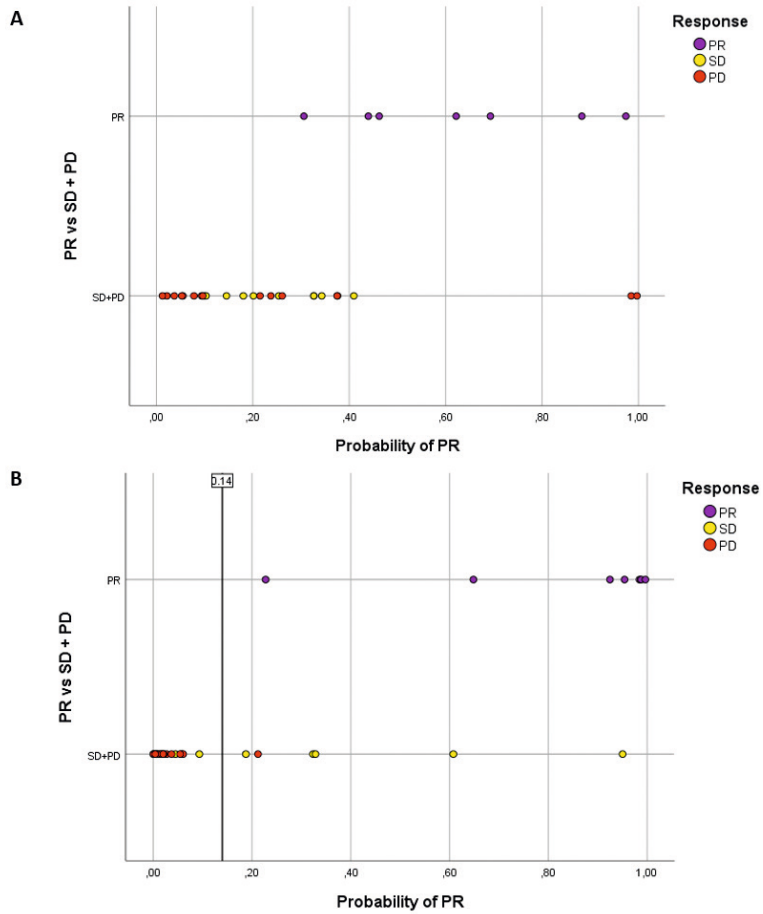 A
Response
PR
SD
PD
PR vs SD + PD
PR
SD+PD
,00 ,20 ,40 ,60 ,80 1,00
Probability of PR
B
0.14
Response
PR
SD
PD
PR vs SD + PD
PR
SD+PD
,00 ,20 ,40 ,60 ,80 1,00
Probability of PR